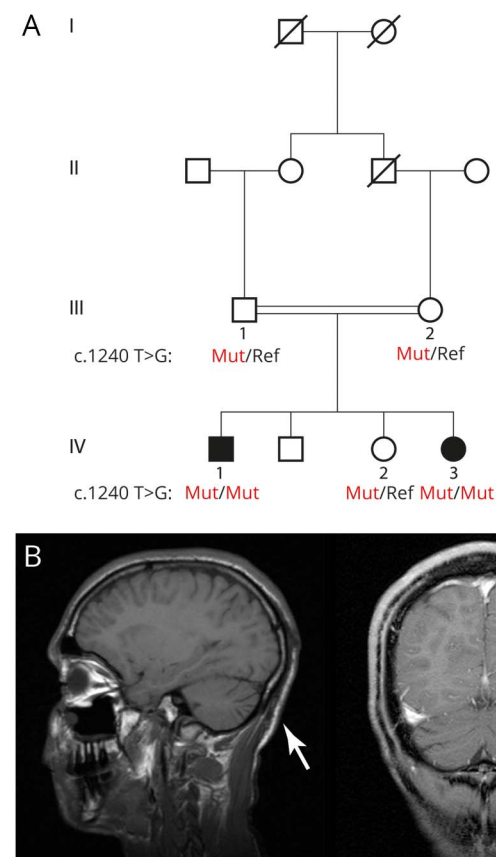 A
I
II
III
1 2
c.1240 T>G: Mut/Ref Mut/Ref
IV
1 2 3
c.1240 T>G: Mut/Mut Mut/Ref Mut/Mut
B